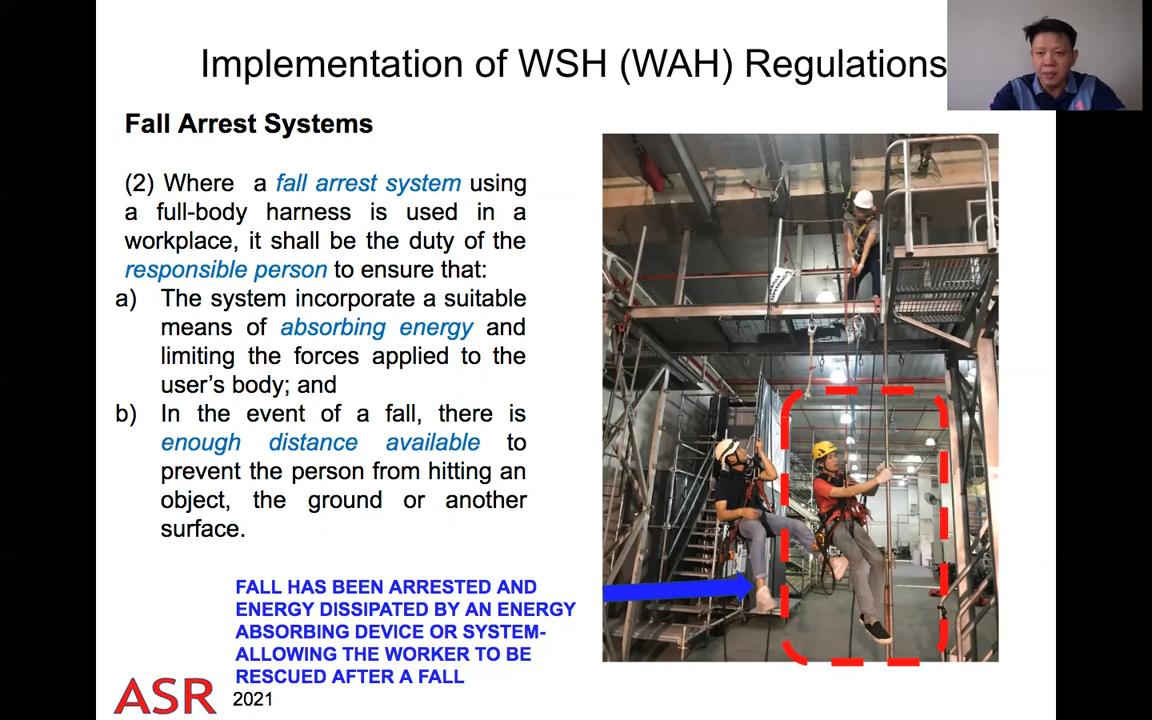 Implementation of WSH (WAH) Regulations
Fall Arrest Systems
(2) Where a fall arrest system using
a full-body harness is used in a
workplace, it shall be the duty of the
responsible person to ensure that:
a) The system incorporate a suitable
means of absorbing energy and
limiting the forces applied to the
user's body; and
b) In the event of a fall, there is
enough distance available to
prevent the person from hitting an
object, the ground or another
surface.
FALL HAS BEEN ARRESTED AND
ENERGY DISSIPATED BY AN ENERGY
ABSORBING DEVICE OR SYSTEM-
ALLOWING THE WORKER TO BE
RESCUED AFTER A FALL
ASR 2021